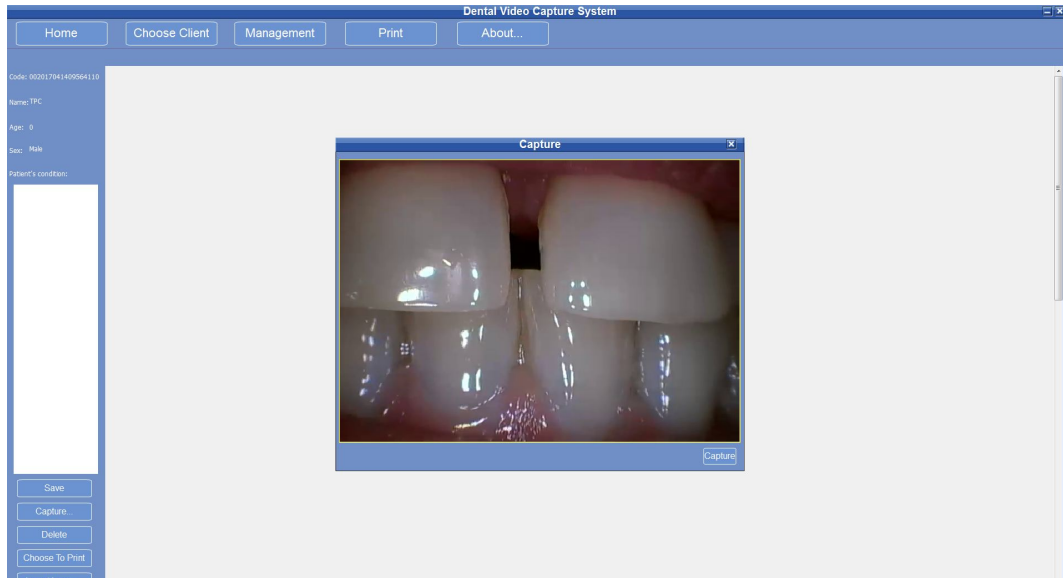 Dental Video Capture System
Home
Choose Client
Management
Print
About...
Code: 002017041409564110
Name: TPC
Age: 0
Sex: Male
Patient's condition:
Capture
Capture
Save
Capture...
Delete
Choose To Print